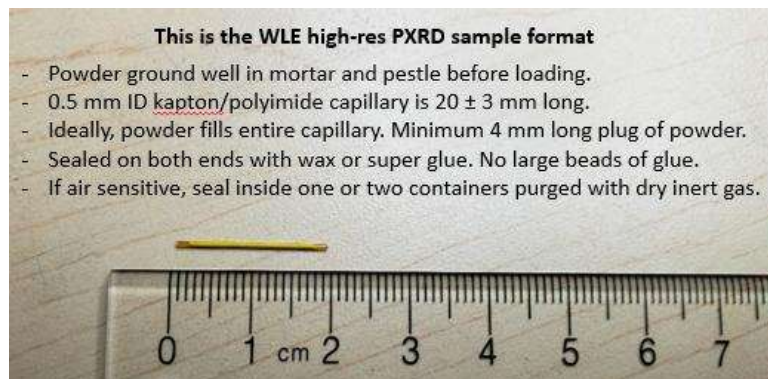 This is the WLE high-res PXRD sample format
- Powder ground well in mortar and pestle before loading.
- 0.5 mm ID kapton/polyimide capillary is 20 ± 3 mm long.
- Ideally, powder fills entire capillary. Minimum 4 mm long plug of powder.
- Sealed on both ends with wax or super glue. No large beads of glue.
- If air sensitive, seal inside one or two containers purged with dry inert gas.
0 1 cm 2 3 4 5 6 7